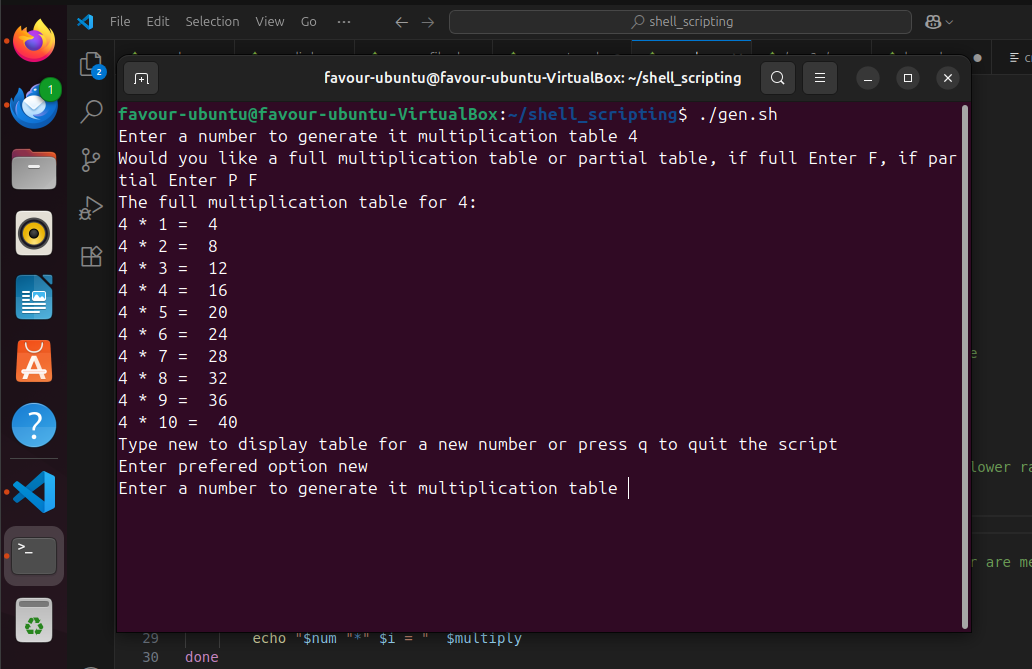 File Edit Selection View Go ··· shell_scripting
2
1
favour-ubuntu@favour-ubuntu-VirtualBox: ~/shell_scripting
favour-ubuntu@favour-ubuntu-VirtualBox:~/shell_scripting$ ./gen.sh
Enter a number to generate it multiplication table 4
Would you like a full multiplication table or partial table, if full Enter F, if par
tial Enter P F
The full multiplication table for 4:
4 * 1 =  4
4 * 2 =  8
4 * 3 =  12
4 * 4 =  16
4 * 5 =  20
4 * 6 =  24
4 * 7 =  28
4 * 8 =  32
4 * 9 =  36
4 * 10 =  40
Type new to display table for a new number or press q to quit the script
Enter prefered option new
Enter a number to generate it multiplication table
lower
are
29 echo "$num "*" $i = "  $multiply
30 done